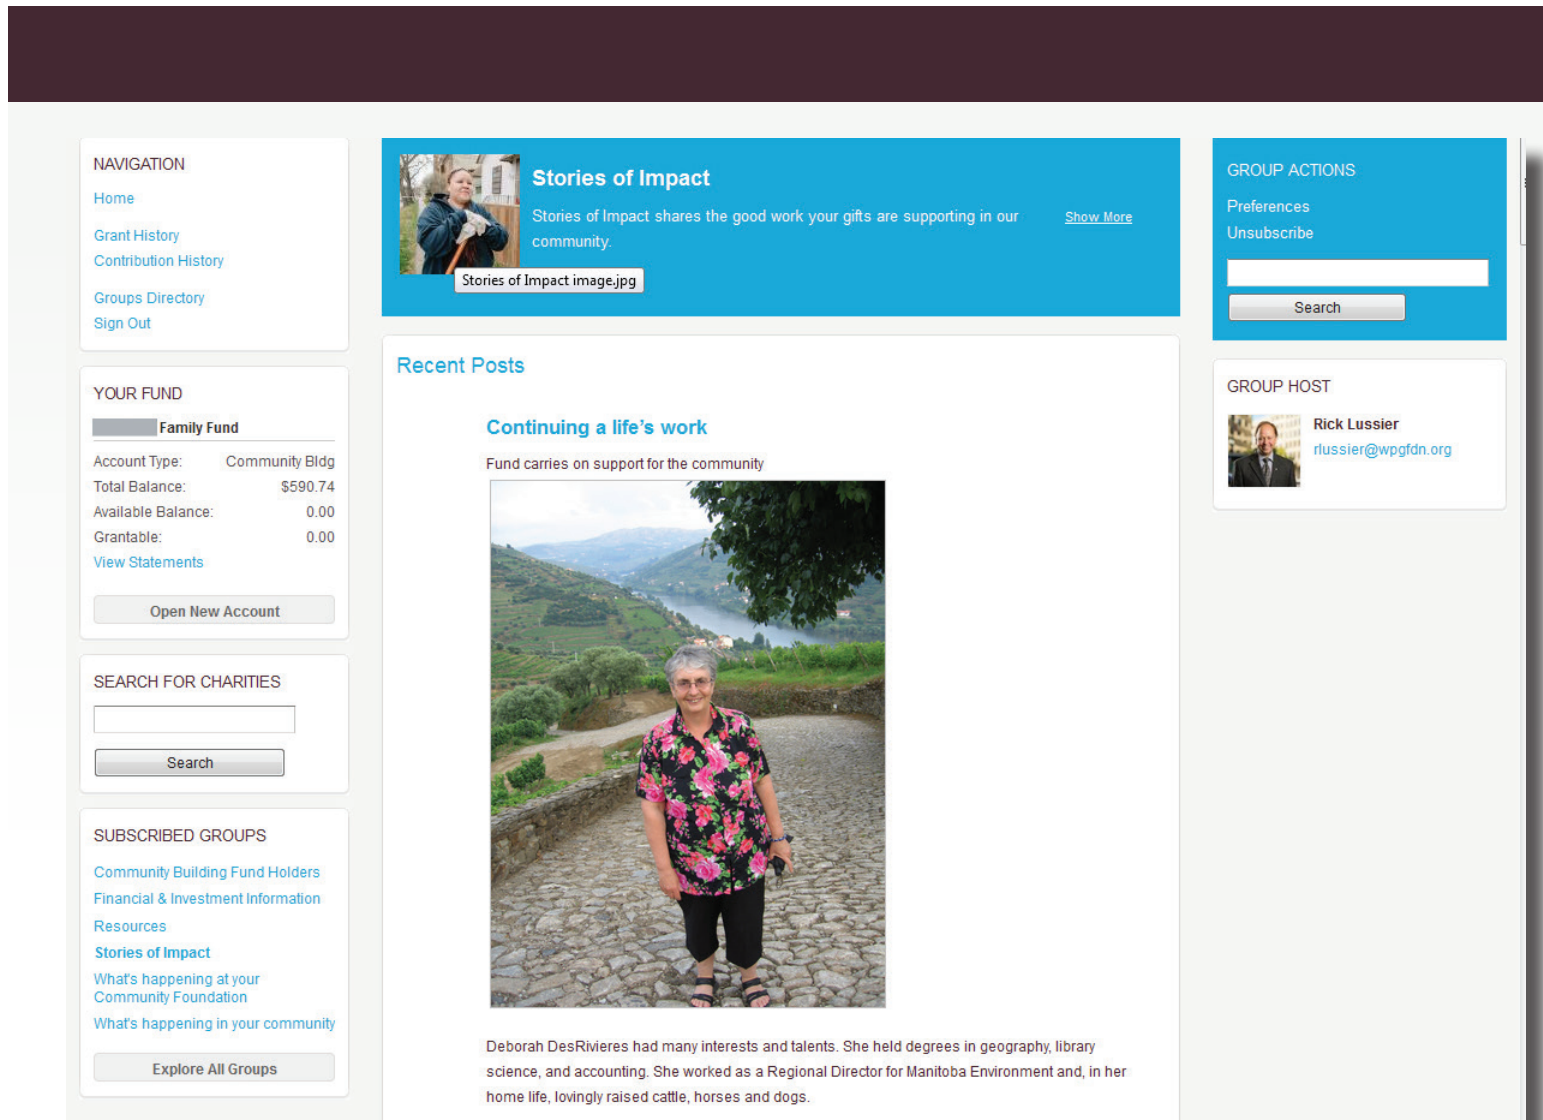 NAVIGATION
Home
Grant History
Contribution History
Groups Directory
Sign Out
YOUR FUND
Family Fund
Account Type: Community Bldg
Total Balance: $590.74
Available Balance: 0.00
Grantable: 0.00
View Statements
Open New Account
SEARCH FOR CHARITIES
Search
SUBSCRIBED GROUPS
Community Building Fund Holders
Financial & Investment Information
Resources
Stories of Impact
What's happening at your
Community Foundation
What's happening in your community
Explore All Groups
Stories of Impact
Stories of Impact shares the good work your gifts are supporting in our
community.
Show More
Stories of Impact image.jpg
Recent Posts
Continuing a life's work
Fund carries on support for the community
Deborah DesRivieres had many interests and talents. She held degrees in geography, library
science, and accounting. She worked as a Regional Director for Manitoba Environment and, in her
home life, lovingly raised cattle, horses and dogs.
GROUP ACTIONS
Preferences
Unsubscribe
Search
GROUP HOST
Rick Lussier
rlussier@wpgfdn.org